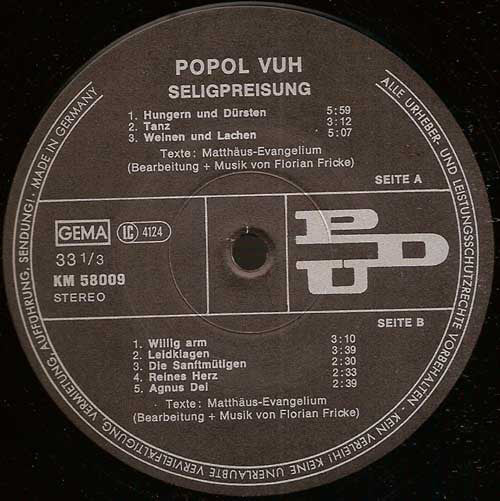 POPOL VUH
SELIGPREISUNG
1. Hungern und Dürsten 5:59
2. Tanz 3:12
3. Weinen und Lachen 5:07
Texte: Matthäus-Evangelium
(Bearbeitung + Musik von Florian Fricke)
SEITE A
GEMA
LC 4124
33 1/3
KM 58009
STEREO
PDU
SEITE B
1. Willig arm 3:10
2. Leidklagen 3:39
3. Die Sanftmütigen 2:30
4. Reines Herz 2:33
5. Agnus Dei 2:39
Texte: Matthäus-Evangelium
(Bearbeitung + Musik von Florian Fricke)
ALLE URHEBER- UND LEISTUNGSSCHUTZRECHTE VORBEHALTEN · KEIN VERLEIH! KEINE UNERLAUBTE VERVIELFÄLTIGUNG, VERMIETUNG, AUFFÜHRUNG, SENDUNG!· MADE IN GERMANY